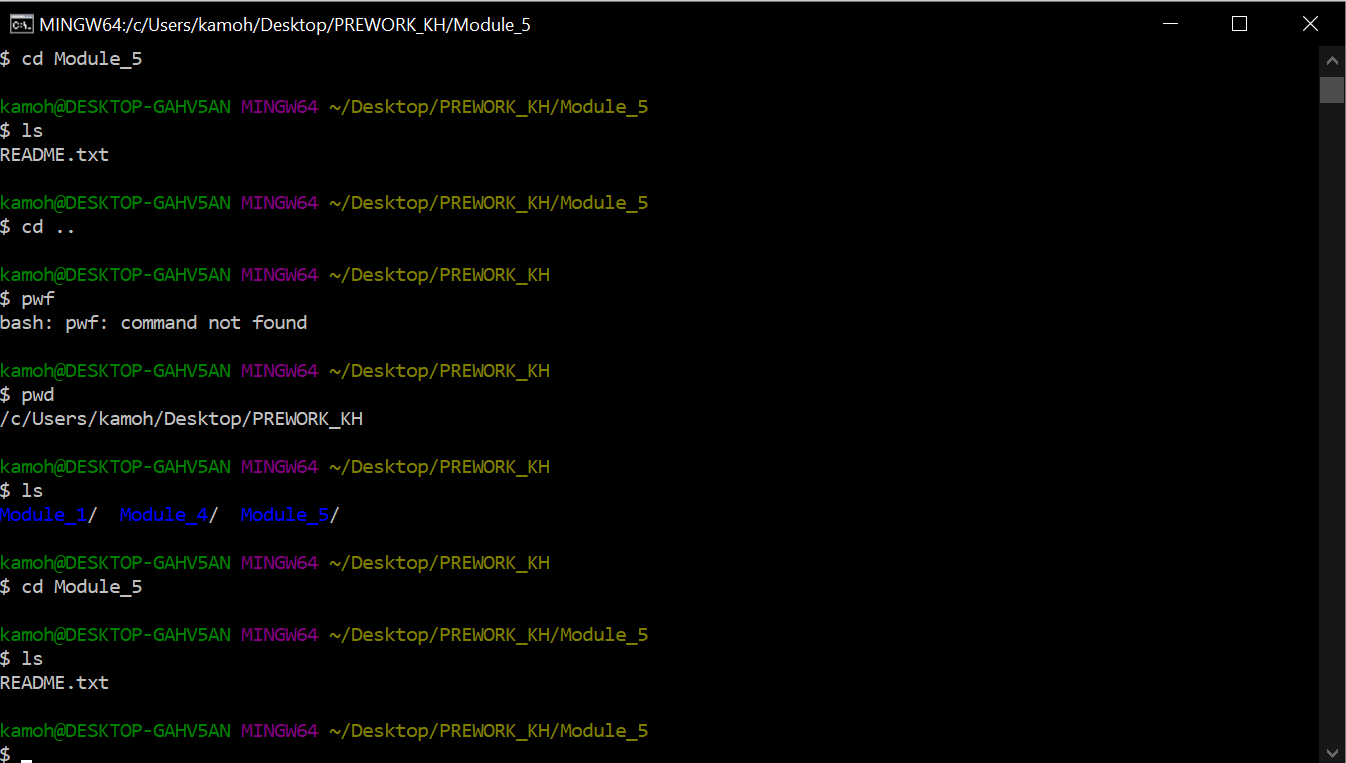 MINGW64:/c/Users/kamoh/Desktop/PREWORK_KH/Module_5
$ cd Module_5
kamoh@DESKTOP-GAHV5AN MINGW64 ~/Desktop/PREWORK_KH/Module_5
$ ls
README.txt
kamoh@DESKTOP-GAHV5AN MINGW64 ~/Desktop/PREWORK_KH/Module_5
$ cd ..
kamoh@DESKTOP-GAHV5AN MINGW64 ~/Desktop/PREWORK_KH
$ pwf
bash: pwf: command not found
kamoh@DESKTOP-GAHV5AN MINGW64 ~/Desktop/PREWORK_KH
$ pwd
/c/Users/kamoh/Desktop/PREWORK_KH
kamoh@DESKTOP-GAHV5AN MINGW64 ~/Desktop/PREWORK_KH
$ ls
Module_1/  Module_4/  Module_5/
kamoh@DESKTOP-GAHV5AN MINGW64 ~/Desktop/PREWORK_KH
$ cd Module_5
kamoh@DESKTOP-GAHV5AN MINGW64 ~/Desktop/PREWORK_KH/Module_5
$ ls
README.txt
kamoh@DESKTOP-GAHV5AN MINGW64 ~/Desktop/PREWORK_KH/Module_5
$